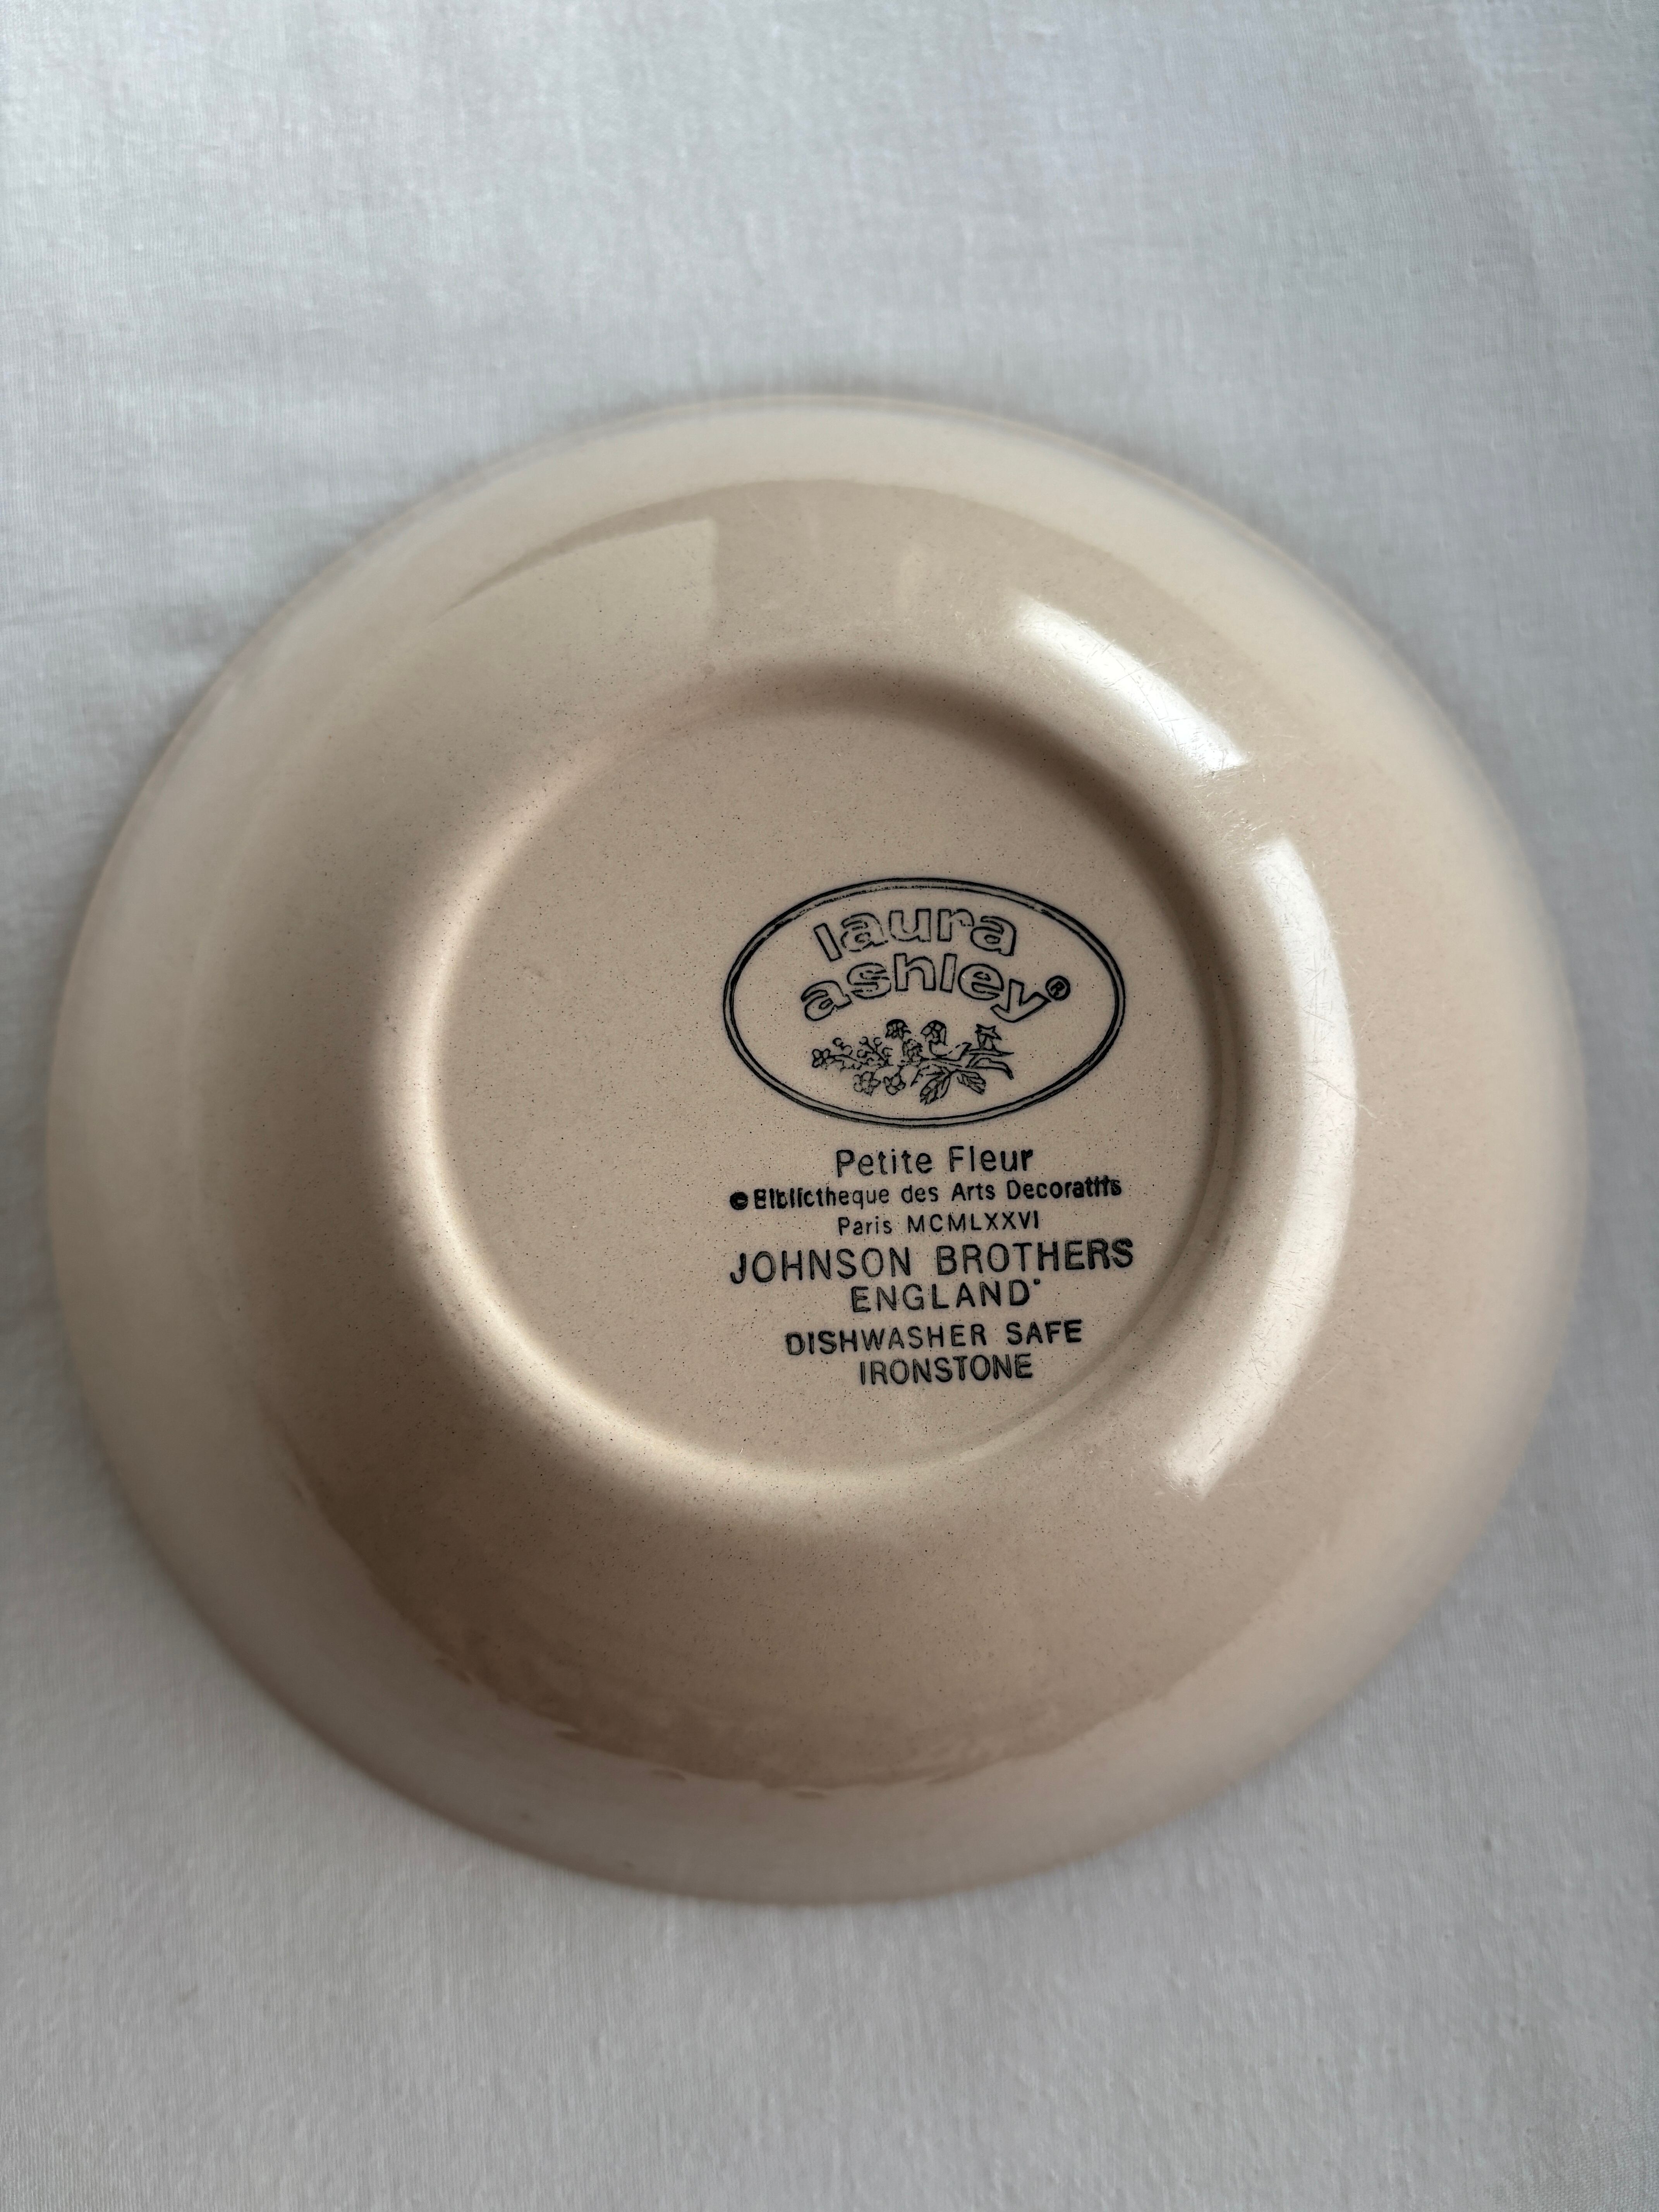 laura
ashley®
Petite Fleur
©Bibliotheque des Arts Decoratifs
Paris MCMLXXVI
JOHNSON BROTHERS
ENGLAND
DISHWASHER SAFE
IRONSTONE